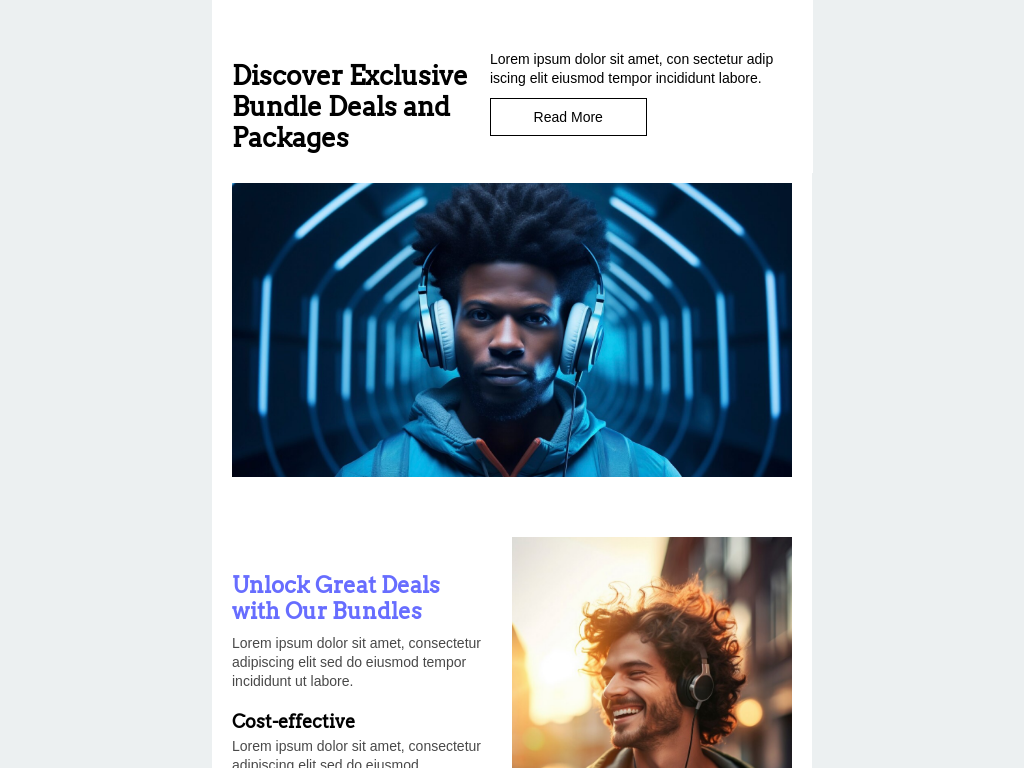 Discover Exclusive
Bundle Deals and
Packages
Lorem ipsum dolor sit amet, con sectetur adip
iscing elit eiusmod tempor incididunt labore.
Read More
Unlock Great Deals
with Our Bundles
Lorem ipsum dolor sit amet, consectetur
adipiscing elit sed do eiusmod tempor
incididunt ut labore.
Cost-effective
Lorem ipsum dolor sit amet, consectetur
adipiscing elit sed do eiusmod